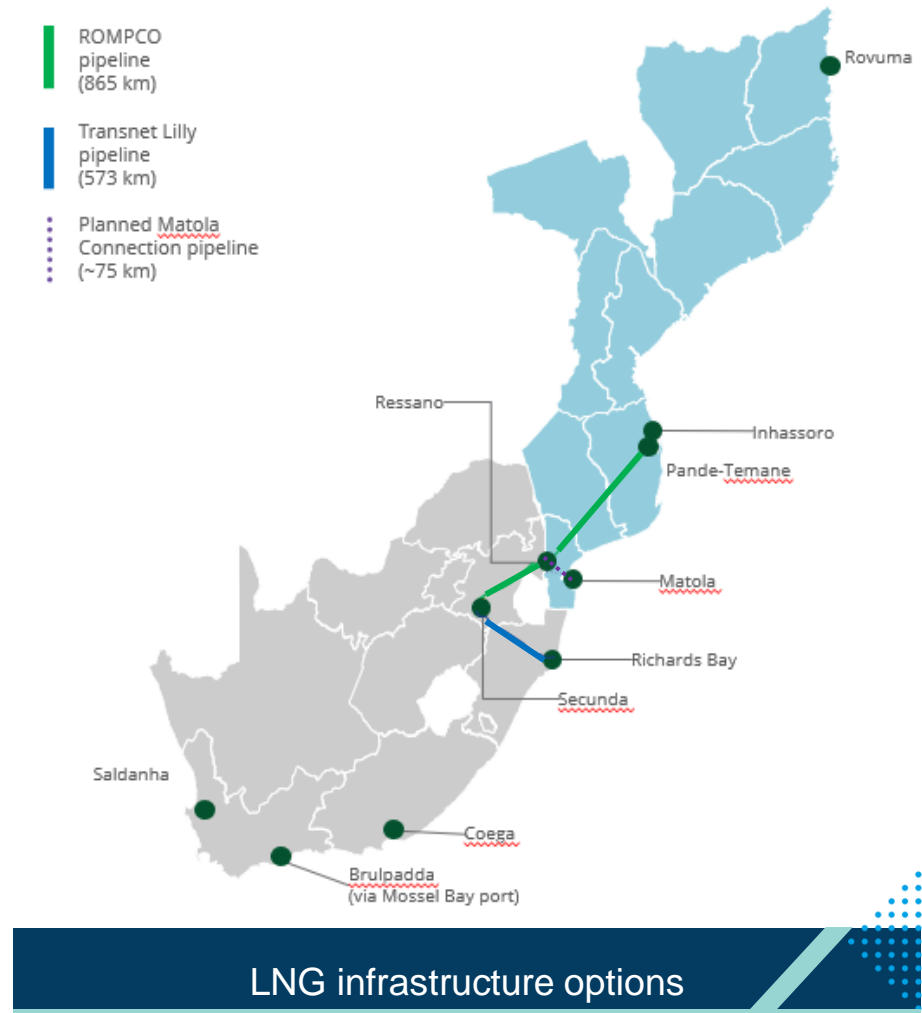 ROMPCO
pipeline
(865 km)
Transnet Lilly
pipeline
(573 km)
Planned Matola
Connection pipeline
(~75 km)
Rovuma
Ressano
Inhassoro
Pande-Temane
Matola
Richards Bay
Secunda
Saldanha
Coega
Brulpadda
(via Mossel Bay port)
LNG infrastructure options